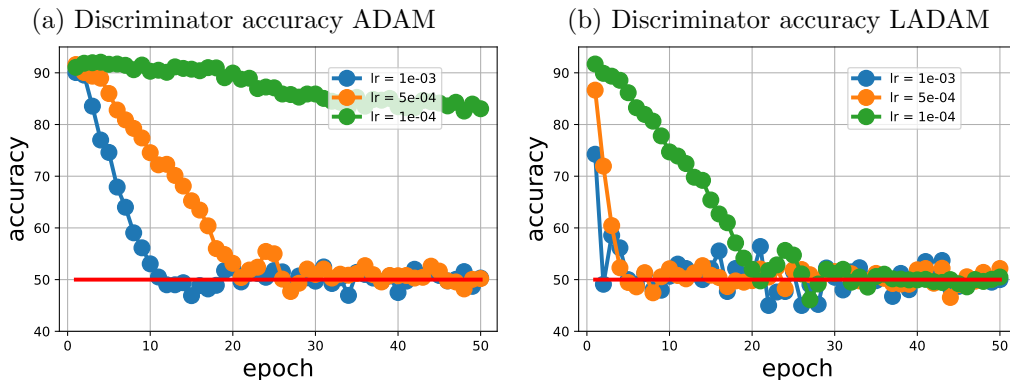 (a) Discriminator accuracy ADAM
90
80
70
60
50
40
accuracy
lr = 1e-03
lr = 5e-04
lr = 1e-04
0 10 20 30 40 50
epoch
(b) Discriminator accuracy LADAM
90
80
70
60
50
40
accuracy
lr = 1e-03
lr = 5e-04
lr = 1e-04
0 10 20 30 40 50
epoch